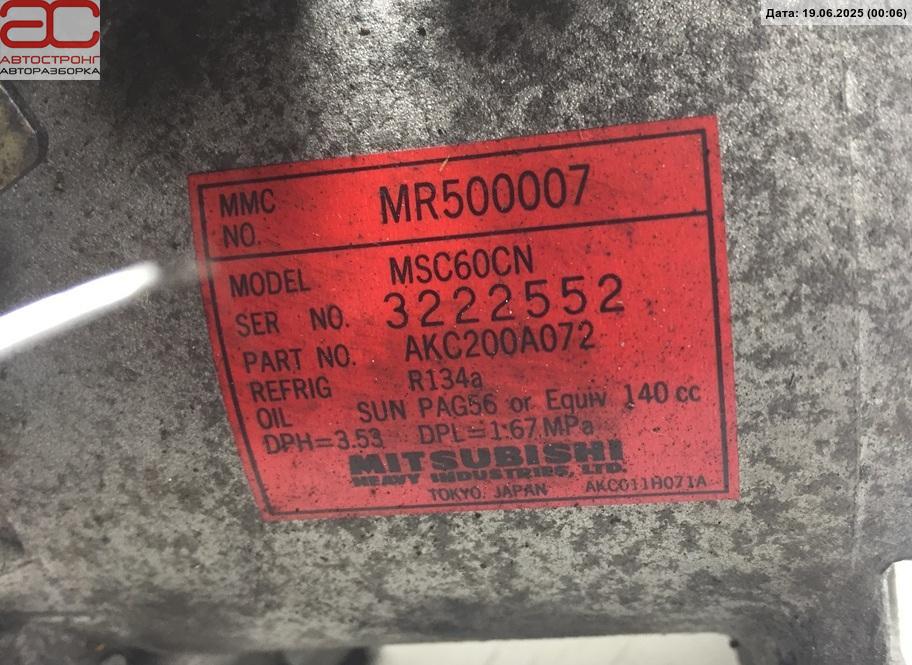 ас
АВТОСТРОНГ
АВТОРАЗБОРКА
Дата: 19.06.2025 (00:06)
MMC NO. MR500007
MODEL MSC60CN
SER NO. 3222552
PART NO. AKC200A072
REFRIG R134a
OIL SUN PAG56 or Equiv 140 cc
DPH=3.53 DPL=1.67 MPa
MITSUBISHI
HEAVY INDUSTRIES, LTD.
TOKYO JAPAN AKC011H071A